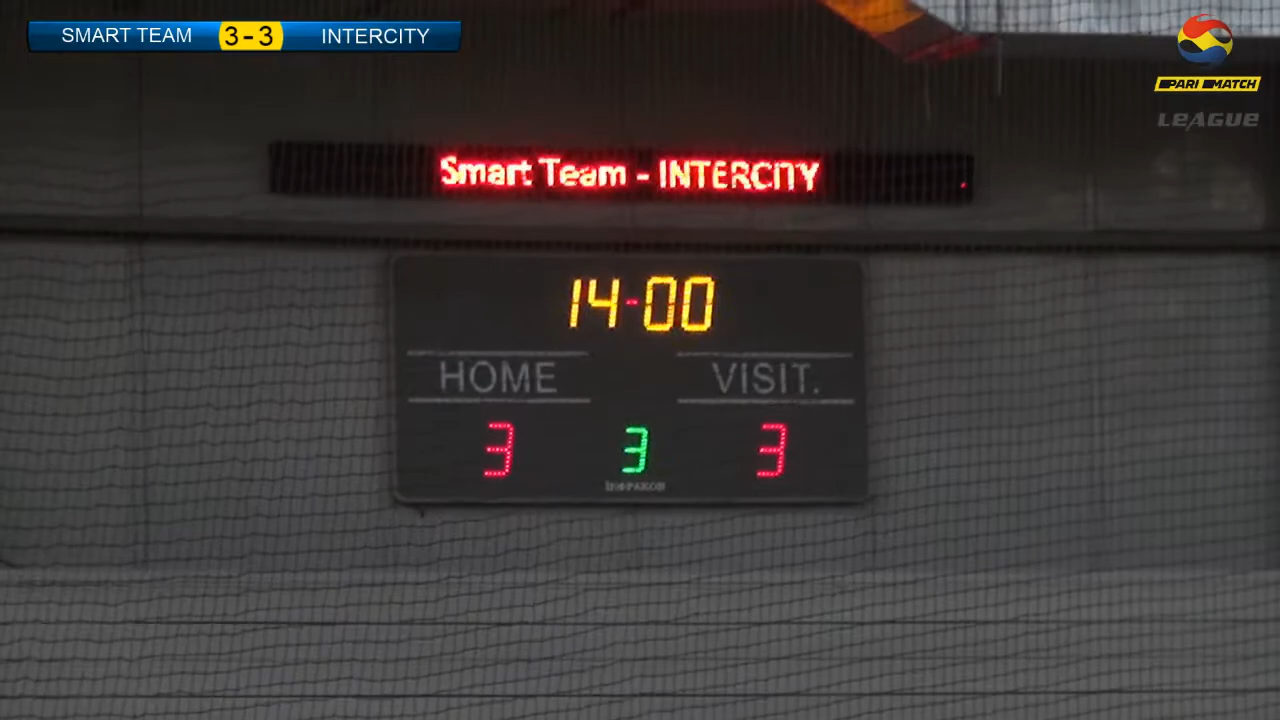 SMART TEAM 3-3 INTERCITY
PARI MATCH
LEAGUE
Smart Team - INTERCITY
14-00
HOME VISIT.
3 3 3